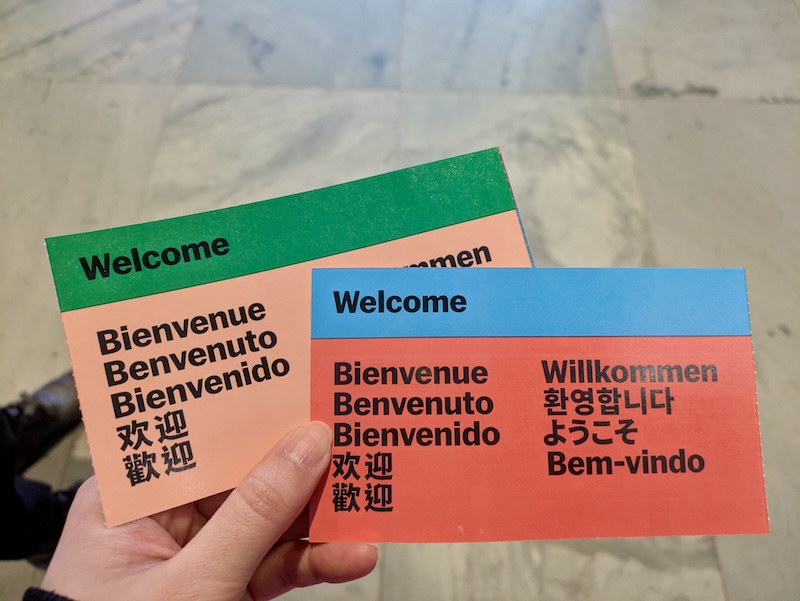 Welcome
Bienvenue
Benvenuto
Bienvenido
欢迎
歡迎
Welcome
Bienvenue
Benvenuto
Bienvenido
欢迎
歡迎
Willkommen
환영합니다
ようこそ
Bem-vindo